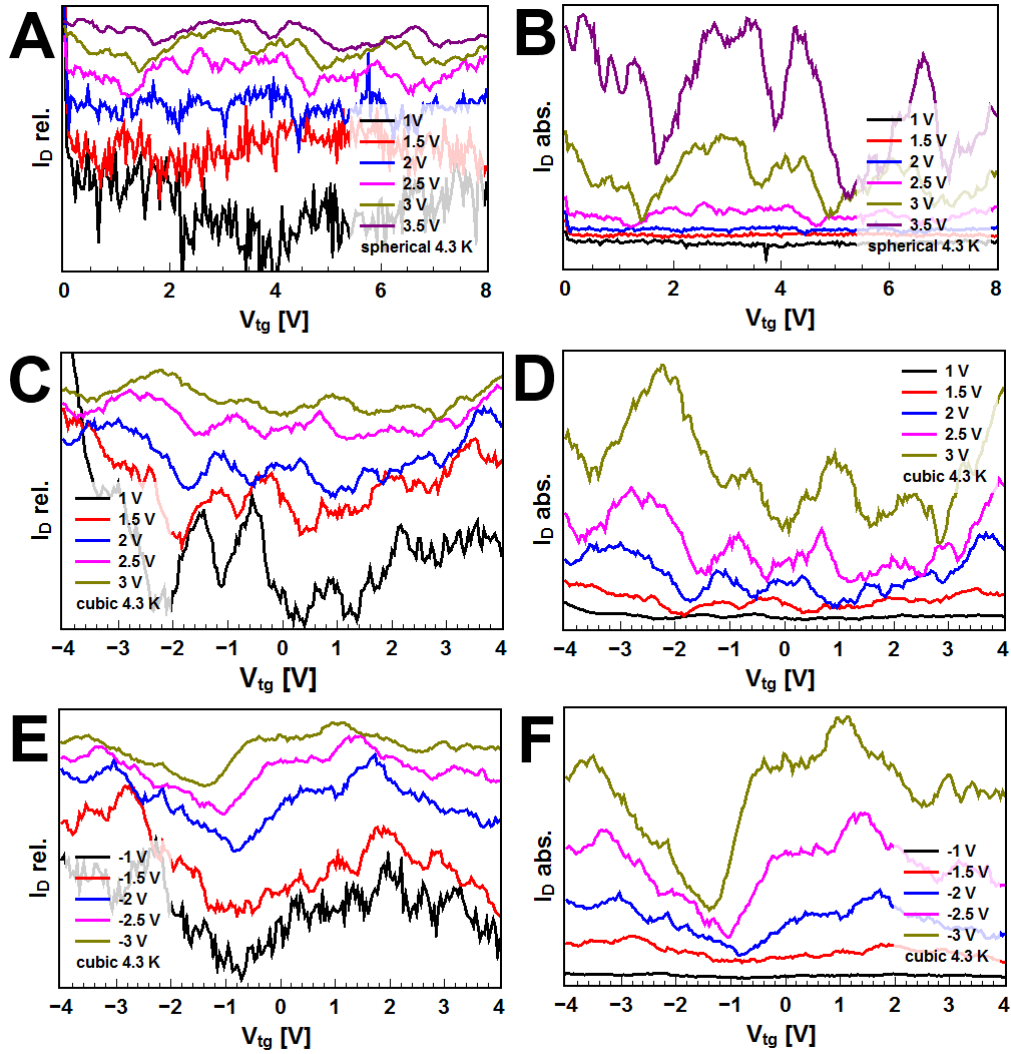 A
I_D rel.
1V
1.5 V
2 V
2.5 V
3 V
3.5 V
spherical 4.3 K
0 2 4 6 8
V_tg [V]
B
I_D abs.
1 V
1.5 V
2 V
2.5 V
3 V
3.5 V
spherical 4.3 K
0 2 4 6 8
V_tg [V]
C
I_D rel.
1 V
1.5 V
2 V
2.5 V
3 V
cubic 4.3 K
−4 −3 −2 −1 0 1 2 3 4
V_tg [V]
D
I_D abs.
1 V
1.5 V
2 V
2.5 V
3 V
cubic 4.3 K
−4 −3 −2 −1 0 1 2 3 4
V_tg [V]
E
I_D rel.
-1 V
-1.5 V
-2 V
-2.5 V
-3 V
cubic 4.3 K
−4 −3 −2 −1 0 1 2 3 4
V_tg [V]
F
I_D abs.
-1 V
-1.5 V
-2 V
-2.5 V
-3 V
cubic 4.3 K
−4 −3 −2 −1 0 1 2 3 4
V_tg [V]